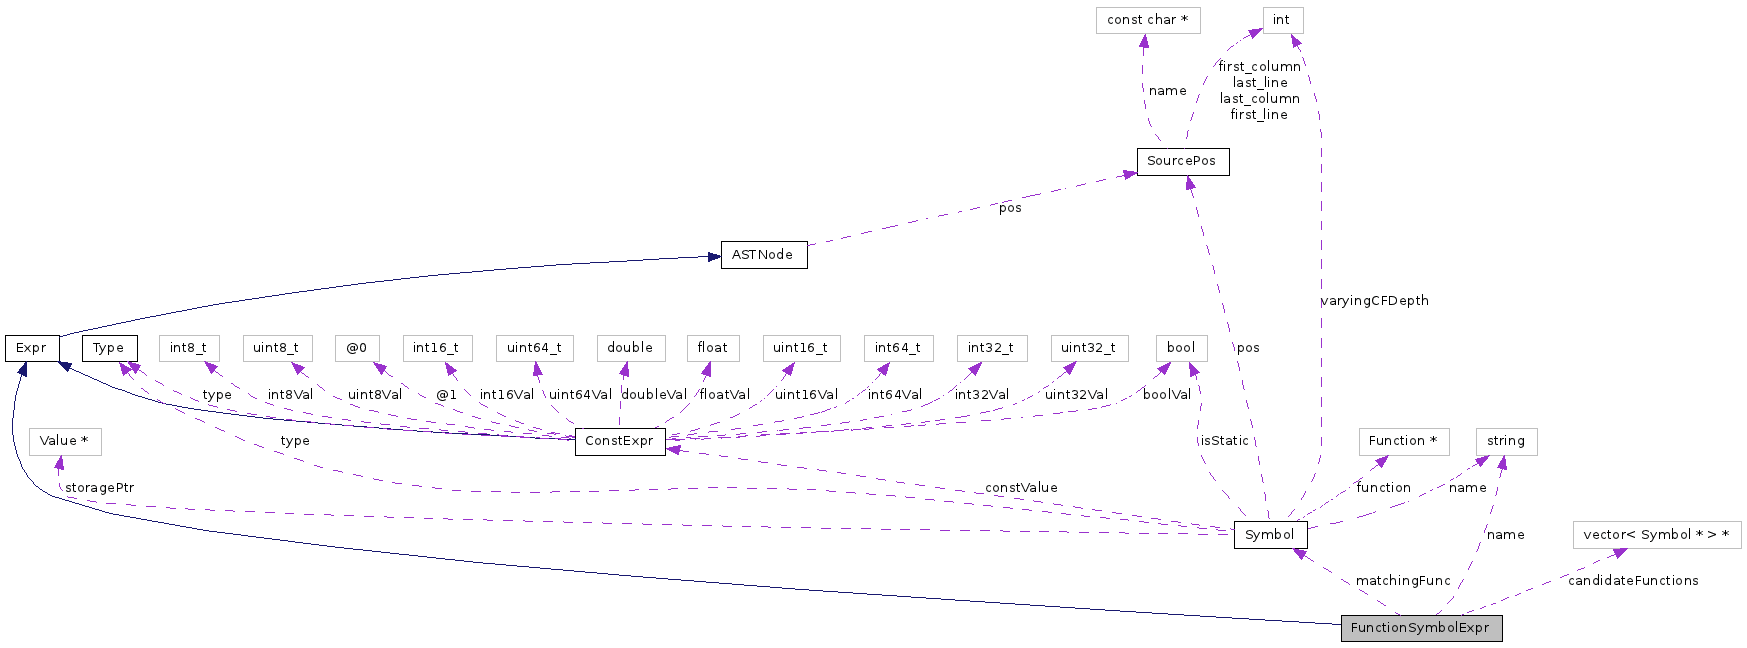 const char *
int
first_column
last_line
last_column
first_line
name
SourcePos
pos
ASTNode
varyingCFDepth
Expr
Type
int8_t
uint8_t
@0
int16_t
uint64_t
double
float
uint16_t
int64_t
int32_t
uint32_t
bool
pos
type
int8Val
uint8Val
@1
int16Val
uint64Val
doubleVal
floatVal
uint16Val
int64Val
int32Val
uint32Val
boolVal
Value *
type
ConstExpr
isStatic
Function *
string
storagePtr
constValue
function
name
Symbol
name
vector< Symbol * > *
matchingFunc
candidateFunctions
FunctionSymbolExpr